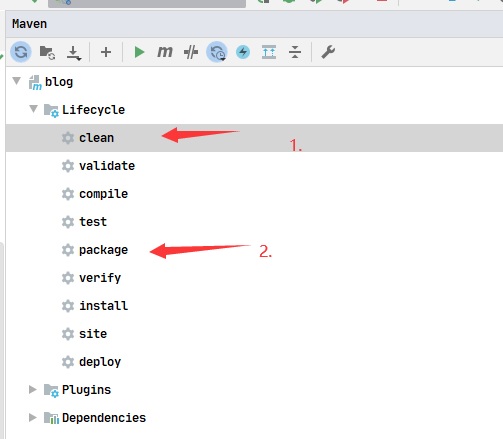 Maven
blog
Lifecycle
clean
1.
validate
compile
test
package
2.
verify
install
site
deploy
Plugins
Dependencies